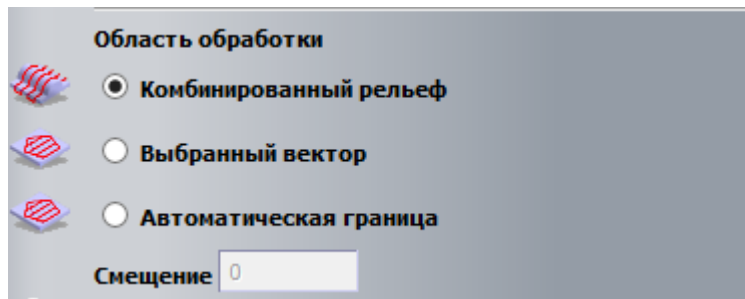 Область обработки
Комбинированный рельеф
Выбранный вектор
Автоматическая граница
Смещение 0